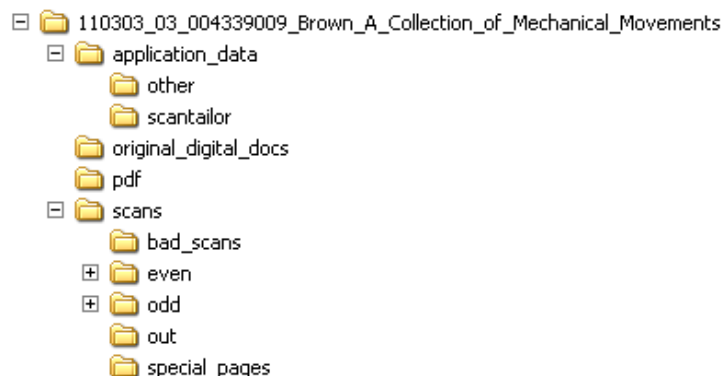 110303_03_004339009_Brown_A_Collection_of_Mechanical_Movements
application_data
other
scantailor
original_digital_docs
pdf
scans
bad_scans
even
odd
out
special_pages